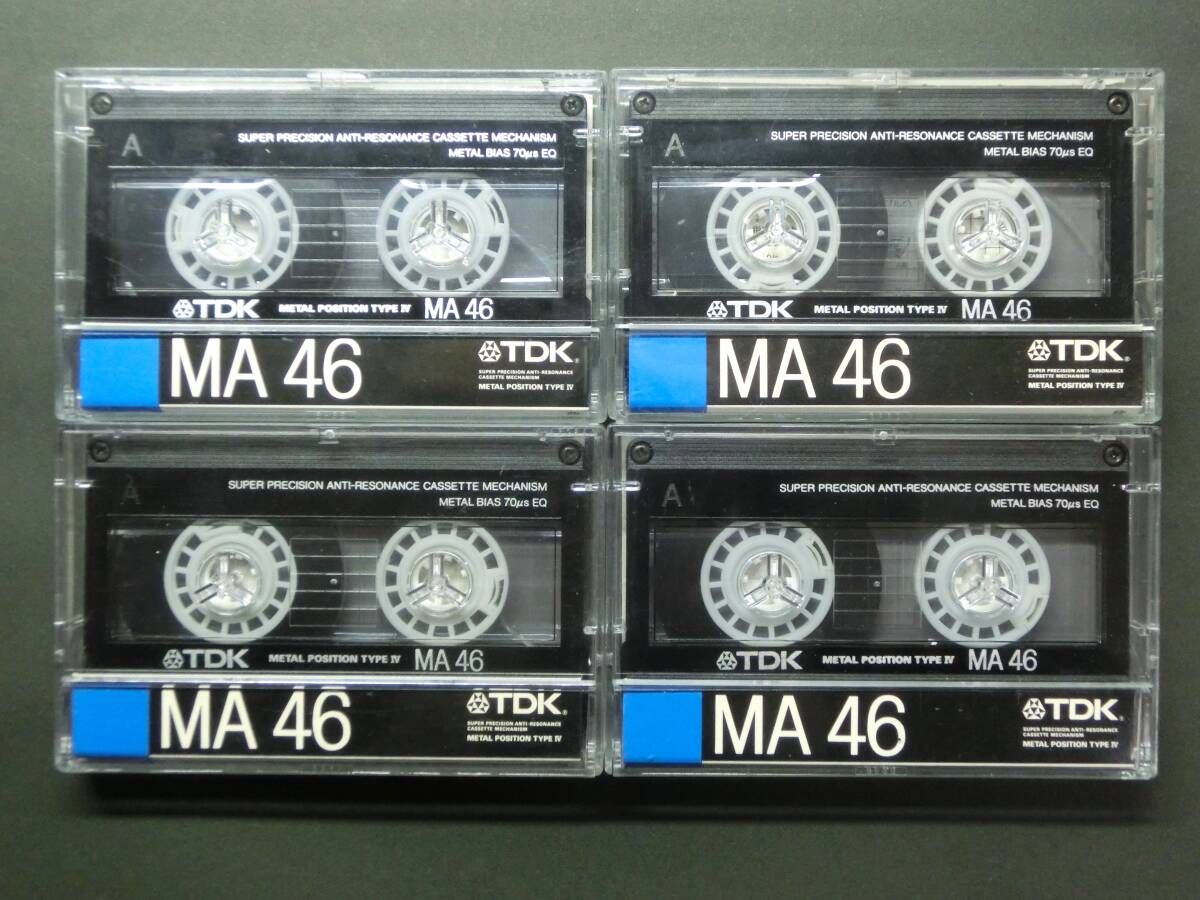 SUPER PRECISION ANTI-RESONANCE CASSETTE MECHANISM
A
METAL BIAS 70µs EQ
TDK METAL POSITION TYPE IV MA 46
MA 46
TDK®
SUPER PRECISION ANTI-RESONANCE
CASSETTE MECHANISM
METAL POSITION TYPE IV
SUPER PRECISION ANTI-RESONANCE CASSETTE MECHANISM
A
METAL BIAS 70µs EQ
TDK METAL POSITION TYPE IV MA 46
MA 46
TDK®
SUPER PRECISION ANTI-RESONANCE
CASSETTE MECHANISM
METAL POSITION TYPE IV
SUPER PRECISION ANTI-RESONANCE CASSETTE MECHANISM
A
METAL BIAS 70µs EQ
TDK METAL POSITION TYPE IV MA 46
MA 46
TDK®
SUPER PRECISION ANTI-RESONANCE
CASSETTE MECHANISM
METAL POSITION TYPE IV
SUPER PRECISION ANTI-RESONANCE CASSETTE MECHANISM
A
METAL BIAS 70µs EQ
TDK METAL POSITION TYPE IV MA 46
MA 46
TDK®
SUPER PRECISION ANTI-RESONANCE
CASSETTE MECHANISM
METAL POSITION TYPE IV